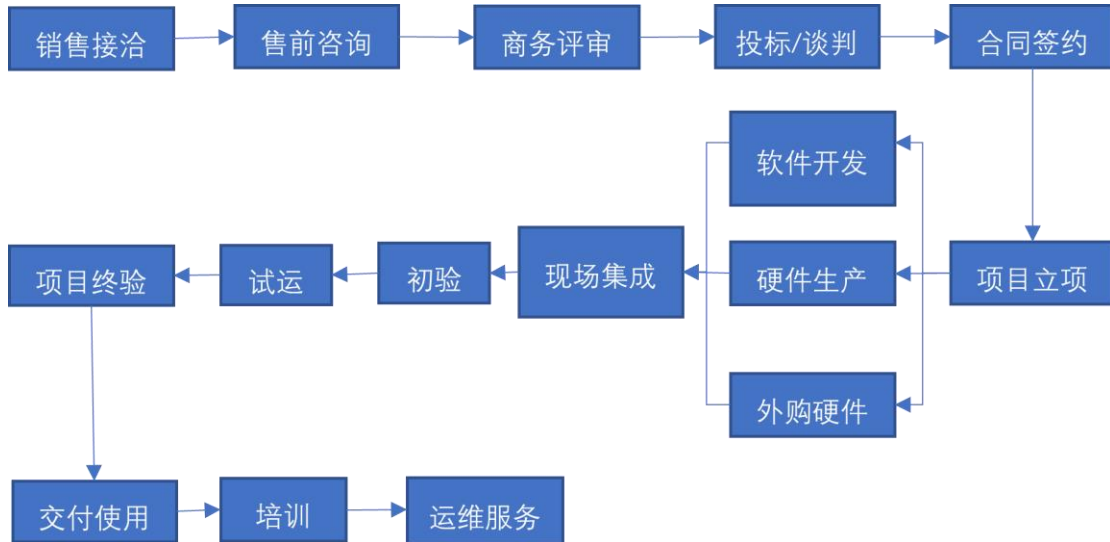 销售接洽
售前咨询
商务评审
投标/谈判
合同签约
软件开发
项目终验
试运
初验
现场集成
硬件生产
项目立项
外购硬件
交付使用
培训
运维服务